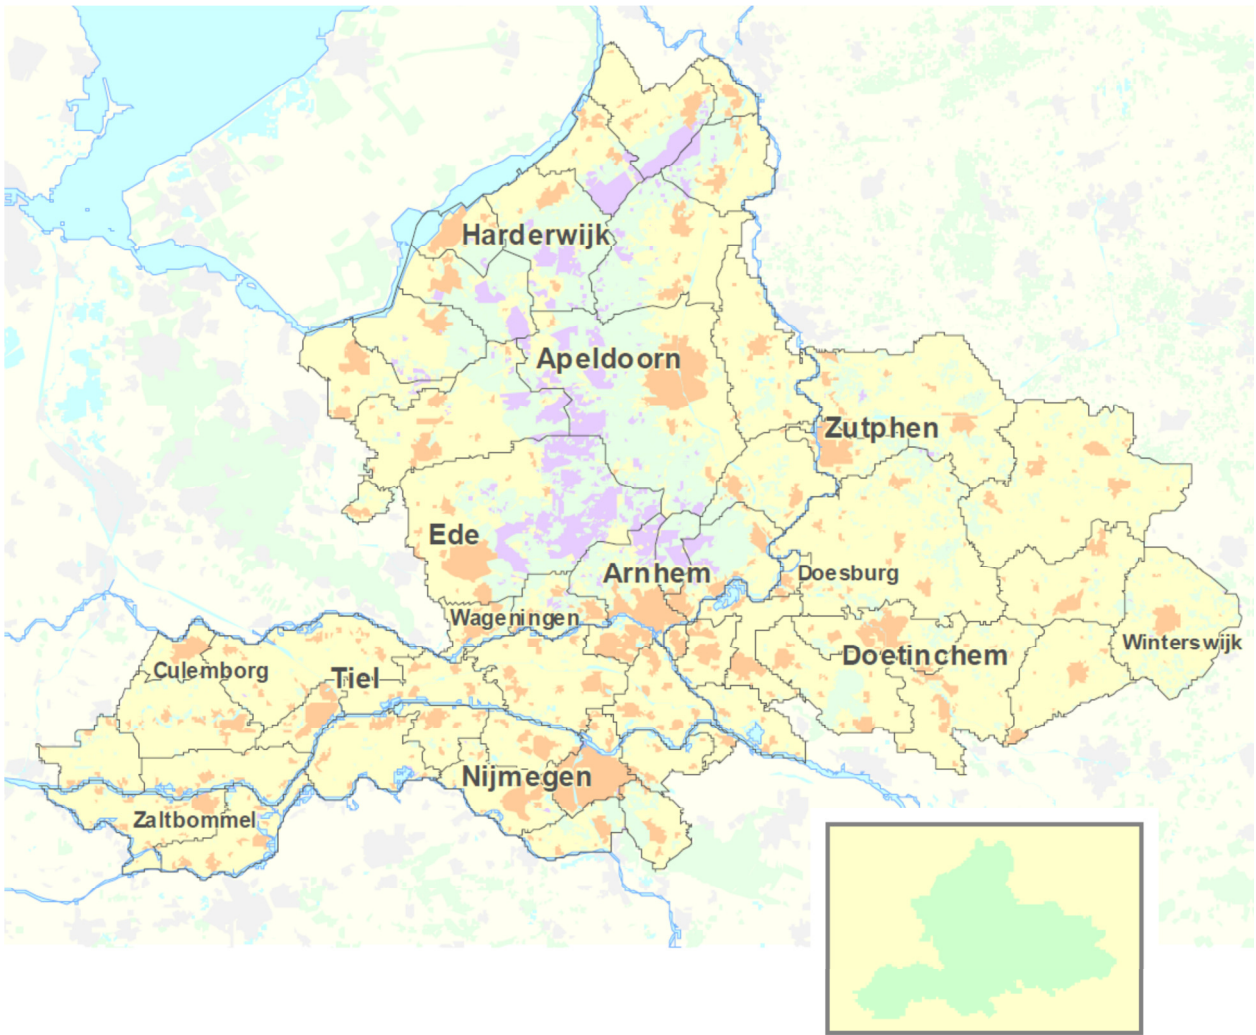 Harderwijk
Apeldoorn
Zutphen
Ede
Arnhem
Doesburg
Wageningen
Winterswijk
Doetinchem
Culemborg
Tiel
Nijmegen
Zaltbommel